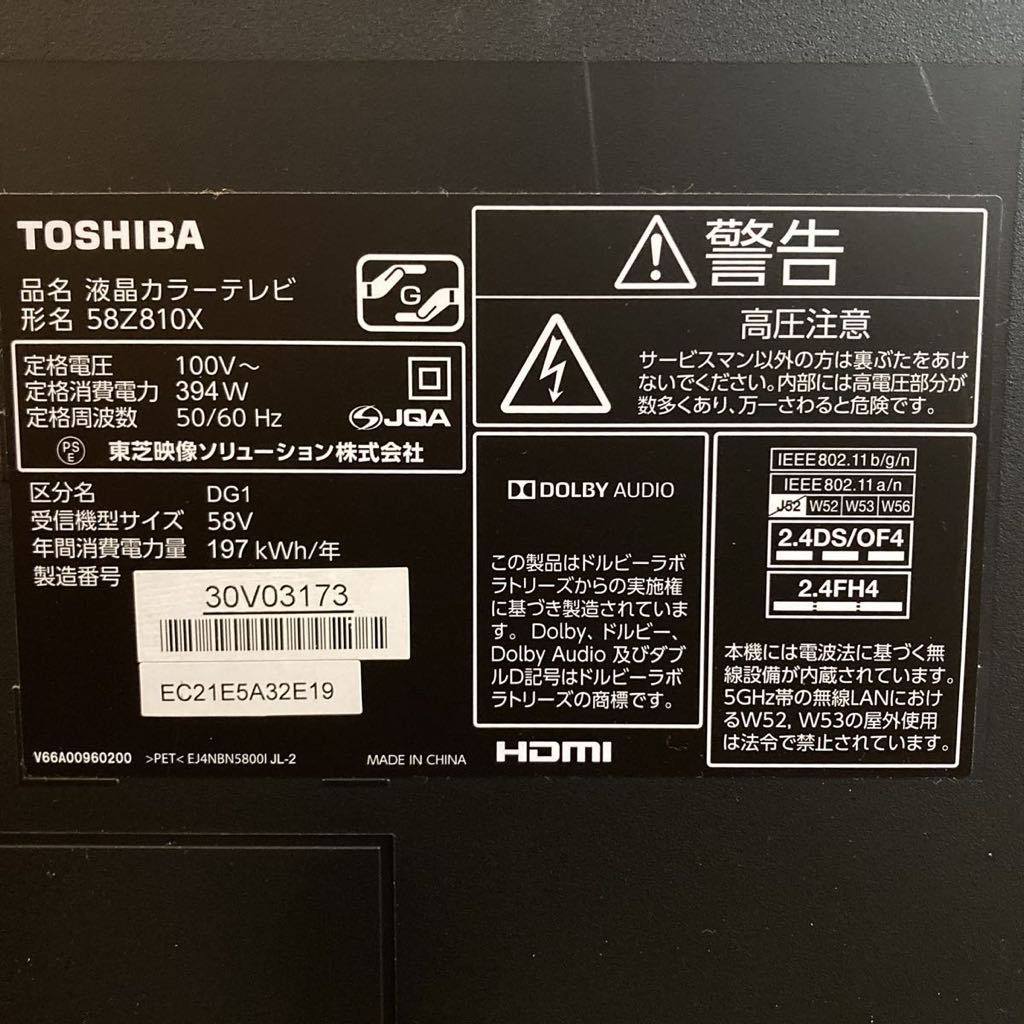 TOSHIBA
品名 液晶カラーテレビ
形名 58Z810X
G
定格電圧 100V～
定格消費電力 394W
定格周波数 50/60 Hz
JQA
PS
E
東芝映像ソリューション株式会社
区分名 DG1
受信機型サイズ 58V
年間消費電力量 197 kWh/年
製造番号
30V03173
EC21E5A32E19
V66A00960200 >PET< EJ4NBN5800I JL-2 MADE IN CHINA
警告
高圧注意
サービスマン以外の方は裏ぶたをあけ
ないでください。内部には高電圧部分が
数多くあり、万一さわると危険です。
DOLBY AUDIO
この製品はドルビーラボ
ラトリーズからの実施権
に基づき製造されていま
す。Dolby、ドルビー、
Dolby Audio 及びダブ
ルD記号はドルビーラボ
ラトリーズの商標です。
HDMI
IEEE802.11b/g/n
IEEE802.11a/n
J52 W52 W53 W56
2.4DS/OF4
2.4FH4
本機には電波法に基づく無
線設備が内蔵されています。
5GHz帯の無線LANにおけ
るW52, W53の屋外使用
は法令で禁止されています。